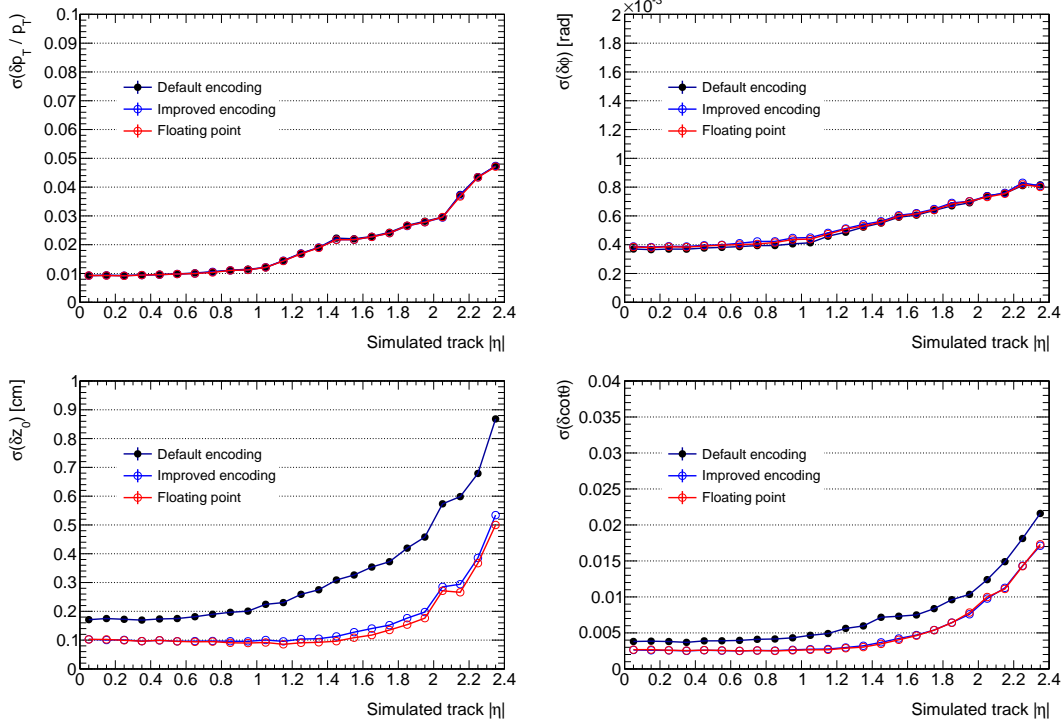 σ(δp_T / p_T)
0.1
0.09
0.08
0.07
0.06
0.05
0.04
0.03
0.02
0.01
0
Default encoding
Improved encoding
Floating point
0 0.2 0.4 0.6 0.8 1 1.2 1.4 1.6 1.8 2 2.2 2.4
Simulated track |η|
σ(δϕ) [rad]
2
1.8
1.6
1.4
1.2
1
0.8
0.6
0.4
0.2
0
Default encoding
Improved encoding
Floating point
0 0.2 0.4 0.6 0.8 1 1.2 1.4 1.6 1.8 2 2.2 2.4
Simulated track |η|
σ(δz_0) [cm]
1
0.9
0.8
0.7
0.6
0.5
0.4
0.3
0.2
0.1
0
Default encoding
Improved encoding
Floating point
0 0.2 0.4 0.6 0.8 1 1.2 1.4 1.6 1.8 2 2.2 2.4
Simulated track |η|
σ(δcotθ)
0.04
0.035
0.03
0.025
0.02
0.015
0.01
0.005
0
Default encoding
Improved encoding
Floating point
0 0.2 0.4 0.6 0.8 1 1.2 1.4 1.6 1.8 2 2.2 2.4
Simulated track |η|